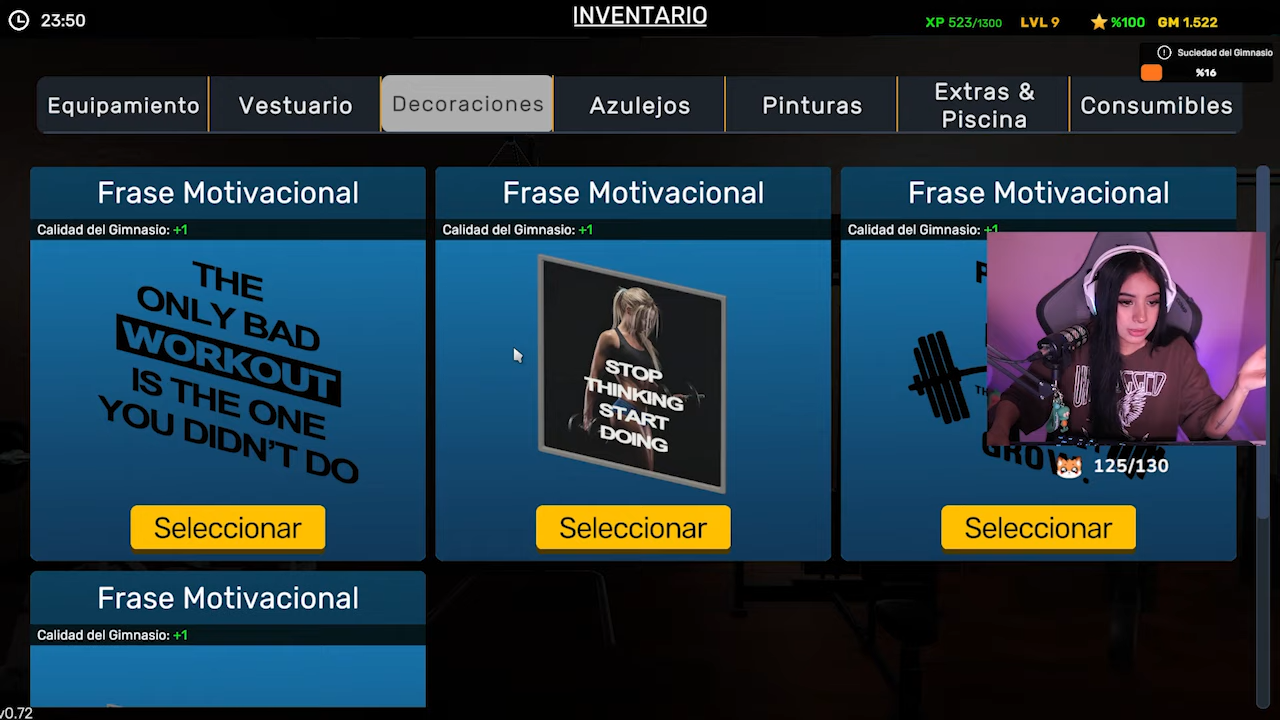 23:50
INVENTARIO
XP 523/1300 LVL 9 %100 GM 1.522
Suciedad del Gimnasio
%16
Equipamiento
Vestuario
Decoraciones
Azulejos
Pinturas
Extras &
Piscina
Consumibles
Frase Motivacional
Calidad del Gimnasio: +1
THE
ONLY BAD
WORKOUT
IS THE ONE
YOU DIDN'T DO
Seleccionar
Frase Motivacional
Calidad del Gimnasio: +1
STOP
THINKING
START
DOING
Seleccionar
Frase Motivacional
Calidad del Gimnasio: +1
125/130
Seleccionar
Frase Motivacional
Calidad del Gimnasio: +1
v0.72